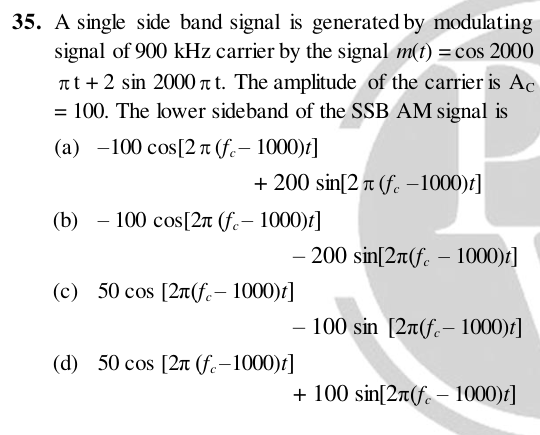 35. A single side band signal is generated by modulating
signal of 900 kHz carrier by the signal m(t) = cos 2000
π t + 2 sin 2000 π t. The amplitude of the carrier is A_C
= 100. The lower sideband of the SSB AM signal is
(a) –100 cos[2 π (f_c – 1000)t]
+ 200 sin[2 π (f_c –1000)t]
(b) – 100 cos[2π (f_c – 1000)t]
– 200 sin[2π(f_c – 1000)t]
(c) 50 cos [2π(f_c – 1000)t]
– 100 sin [2π(f_c – 1000)t]
(d) 50 cos [2π (f_c–1000)t]
+ 100 sin[2π(f_c – 1000)t]